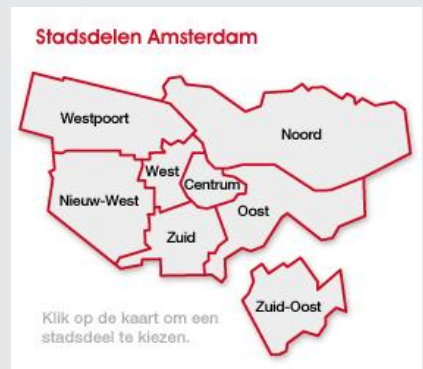 Stadsdelen Amsterdam
Westpoort
Noord
West
Centrum
Nieuw-West
Oost
Zuid
Zuid-Oost
Klik op de kaart om een
stadsdeel te kiezen.